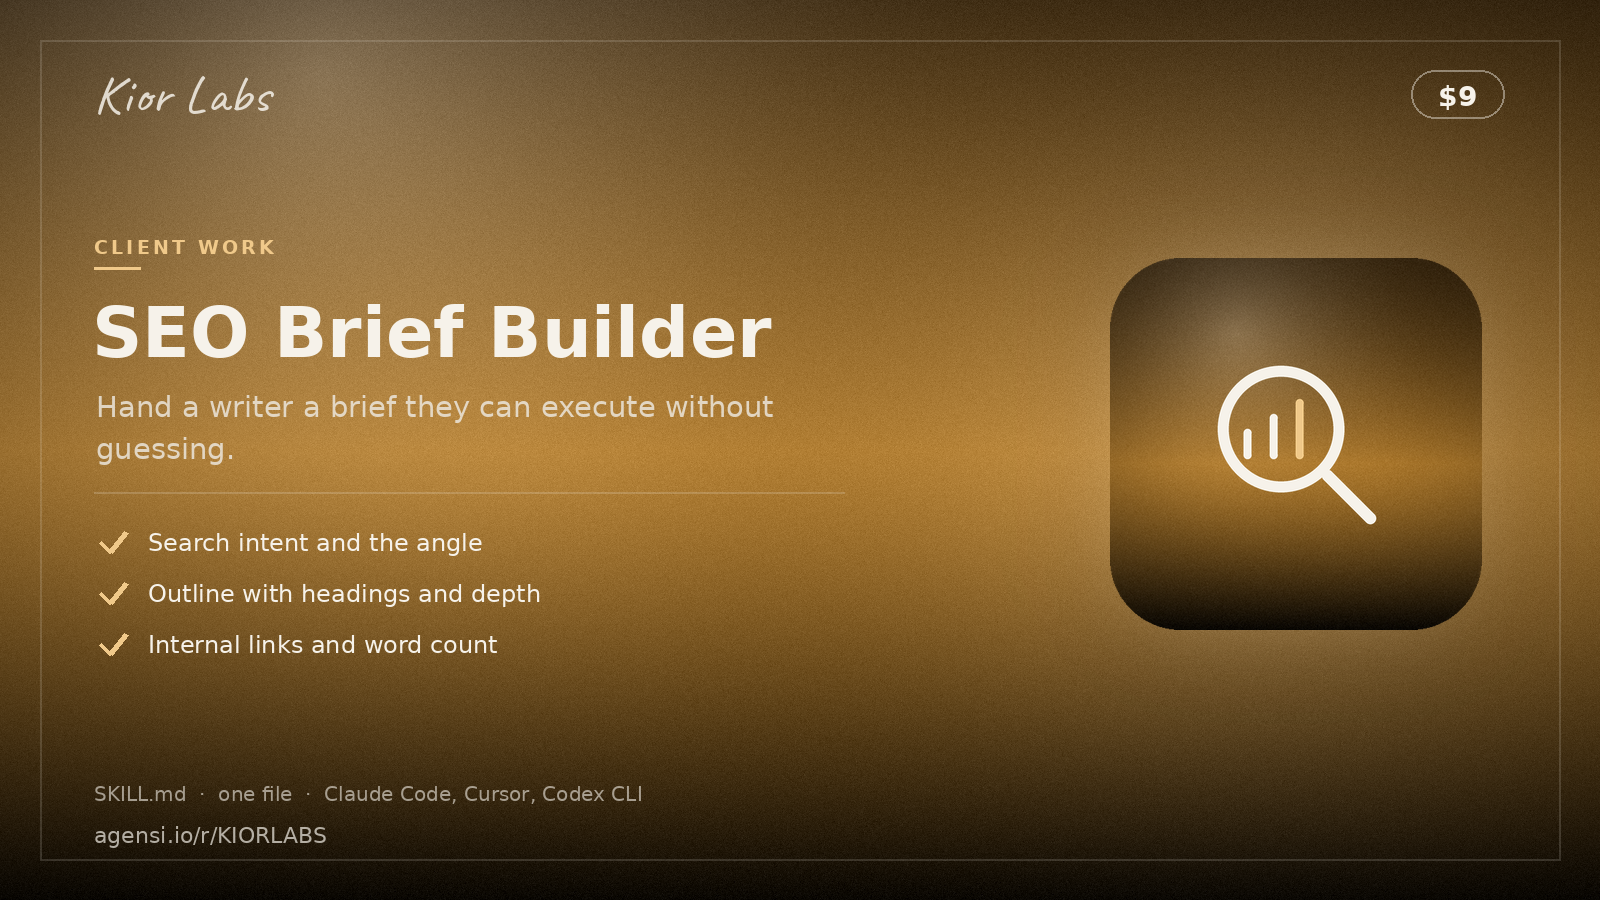 Kior Labs
$9
CLIENT WORK
SEO Brief Builder
Hand a writer a brief they can execute without
guessing.
Search intent and the angle
Outline with headings and depth
Internal links and word count
SKILL.md · one file · Claude Code, Cursor, Codex CLI
agensi.io/r/KIORLABS